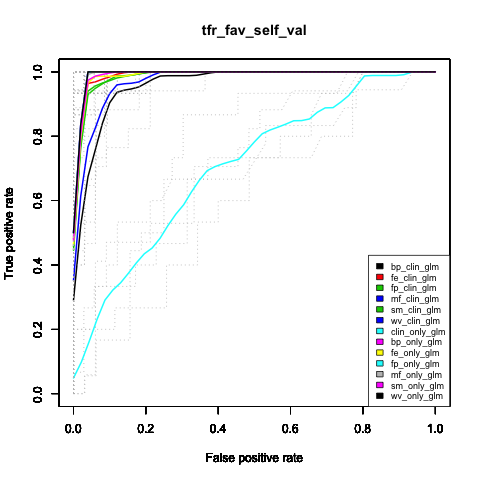 tfr_fav_self_val
True positive rate
1.0
0.8
0.6
0.4
0.2
0.0
bp_clin_glm
fe_clin_glm
fp_clin_glm
mf_clin_glm
sm_clin_glm
wv_clin_glm
clin_only_glm
bp_only_glm
fe_only_glm
fp_only_glm
mf_only_glm
sm_only_glm
wv_only_glm
0.0 0.2 0.4 0.6 0.8 1.0
False positive rate